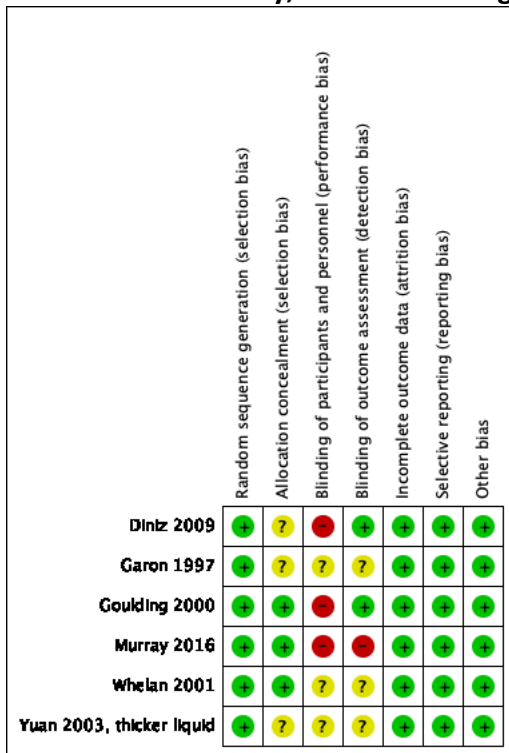 Random sequence generation (selection bias)
Allocation concealment (selection bias)
Blinding of participants and personnel (performance bias)
Blinding of outcome assessment (detection bias)
Incomplete outcome data (attrition bias)
Selective reporting (reporting bias)
Other bias
Diniz 2009 + ? - + + + +
Garon 1997 + ? ? ? + + +
Goulding 2000 + + - + + + +
Murray 2016 + + - - + + +
Whelan 2001 + + ? ? + + +
Yuan 2003, thicker liquid + ? ? ? + + +